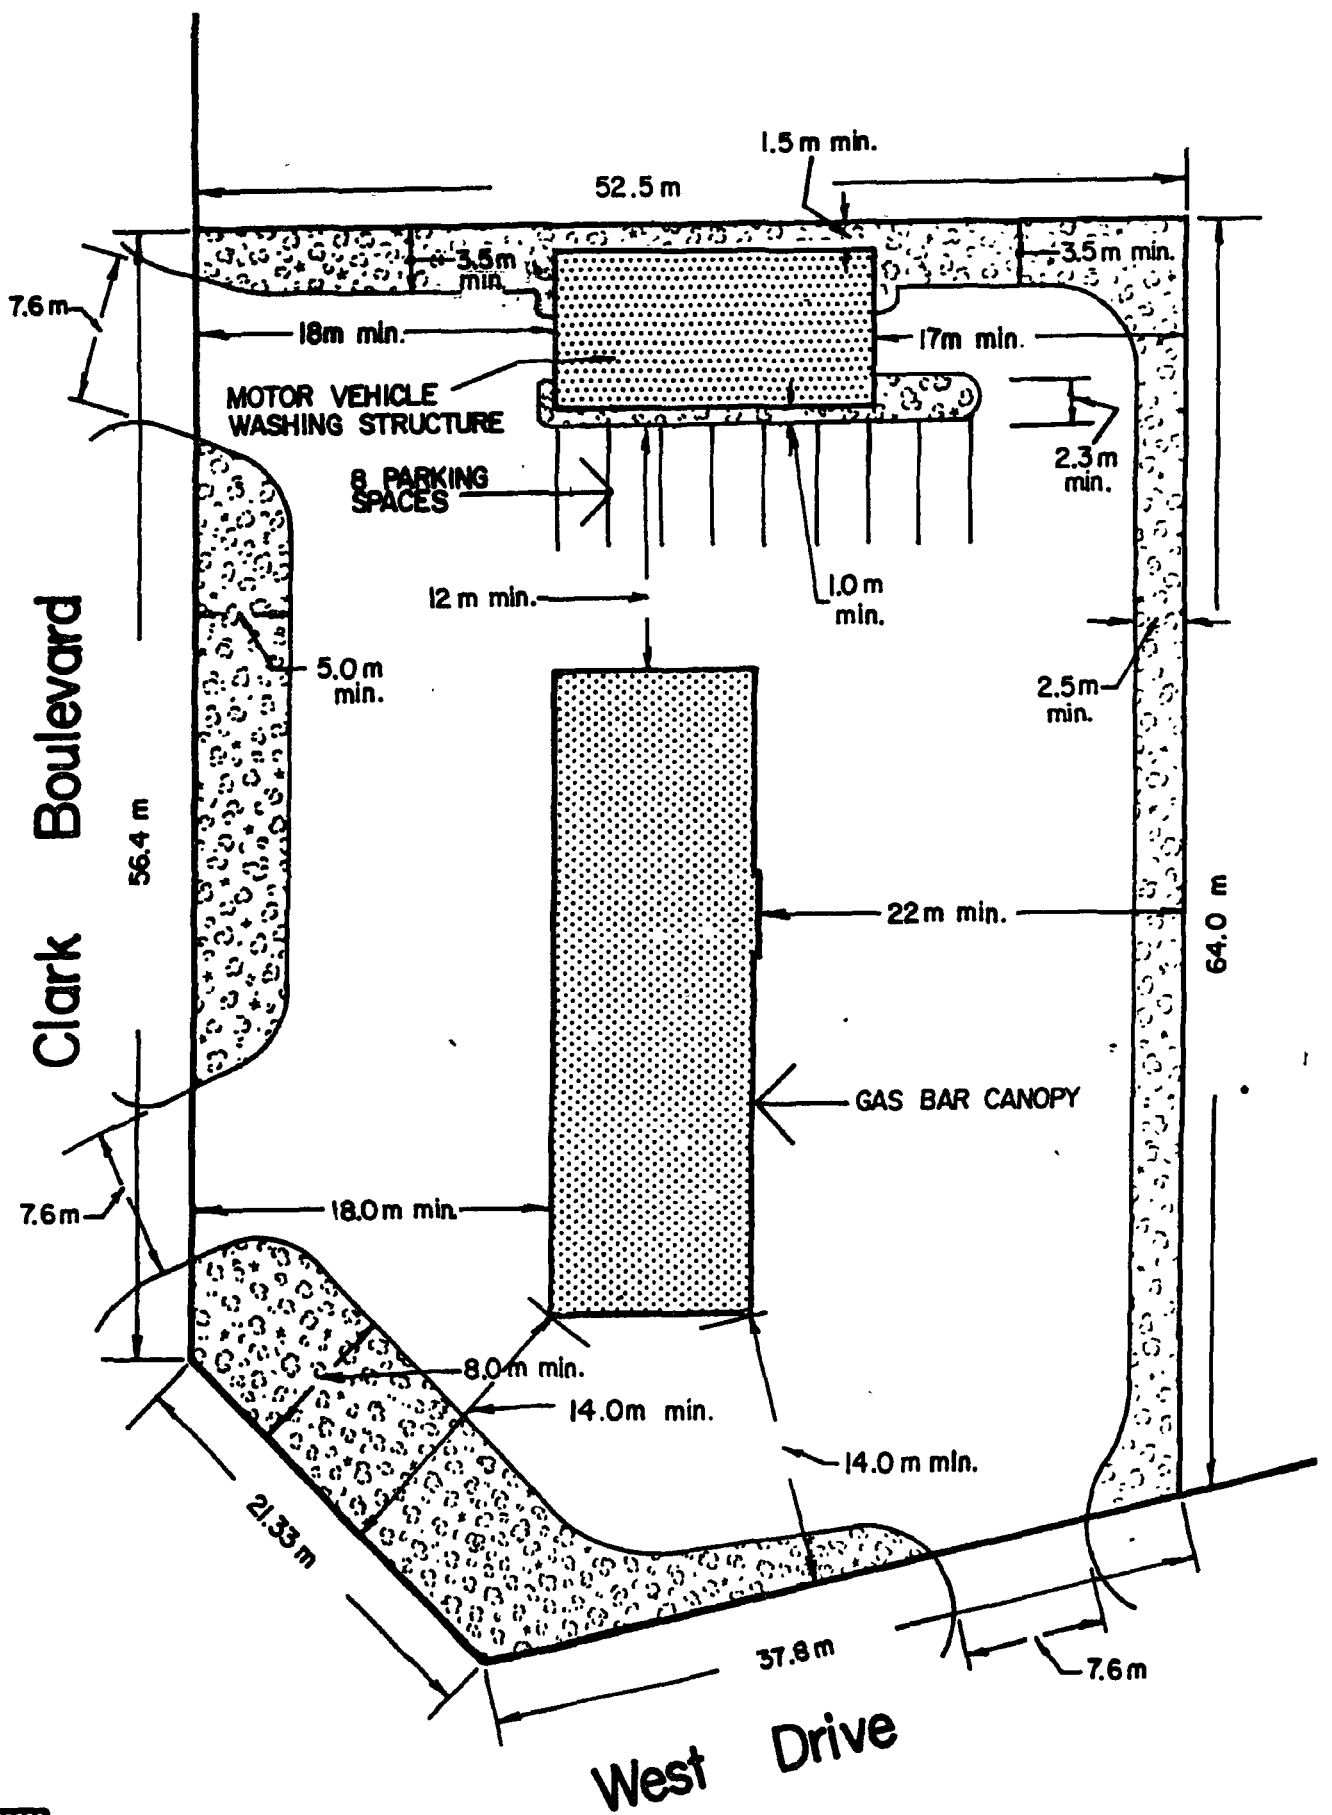 1.5 m min.
52.5 m
3.5 m
min.
3.5 m min.
7.6 m
18m min.
17m min.
MOTOR VEHICLE
WASHING STRUCTURE
2.3 m
min.
8 PARKING
SPACES
12 m min.
1.0 m
min.
5.0 m
min.
2.5 m
min.
Clark Boulevard
56.4 m
22 m min.
64.0 m
GAS BAR CANOPY
7.6 m
18.0 m min.
8.0 m min.
14.0m min.
14.0 m min.
21.33 m
37.8 m
7.6 m
West Drive